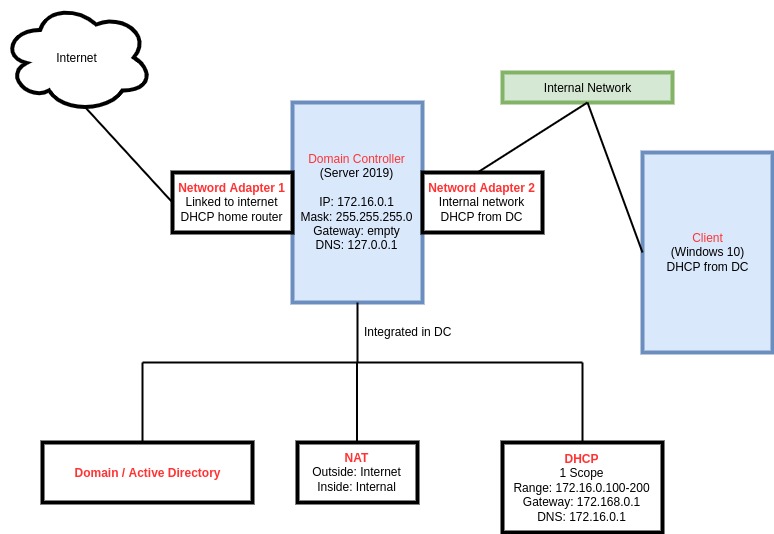 Internet
Internal Network
Domain Controller
(Server 2019)
IP: 172.16.0.1
Mask: 255.255.255.0
Gateway: empty
DNS: 127.0.0.1
Netword Adapter 1
Linked to internet
DHCP home router
Netword Adapter 2
Internal network
DHCP from DC
Client
(Windows 10)
DHCP from DC
Integrated in DC
Domain / Active Directory
NAT
Outside: Internet
Inside: Internal
DHCP
1 Scope
Range: 172.16.0.100-200
Gateway: 172.168.0.1
DNS: 172.16.0.1